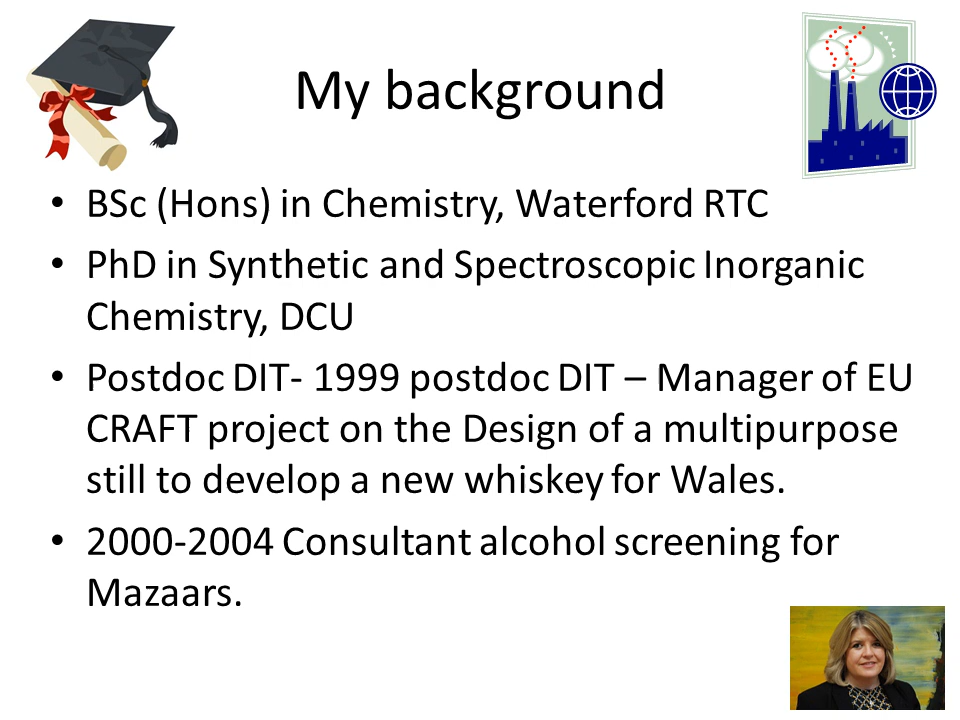 My background
• BSc (Hons) in Chemistry, Waterford RTC
• PhD in Synthetic and Spectroscopic Inorganic
Chemistry, DCU
• Postdoc DIT- 1999 postdoc DIT – Manager of EU
CRAFT project on the Design of a multipurpose
still to develop a new whiskey for Wales.
• 2000-2004 Consultant alcohol screening for
Mazaars.